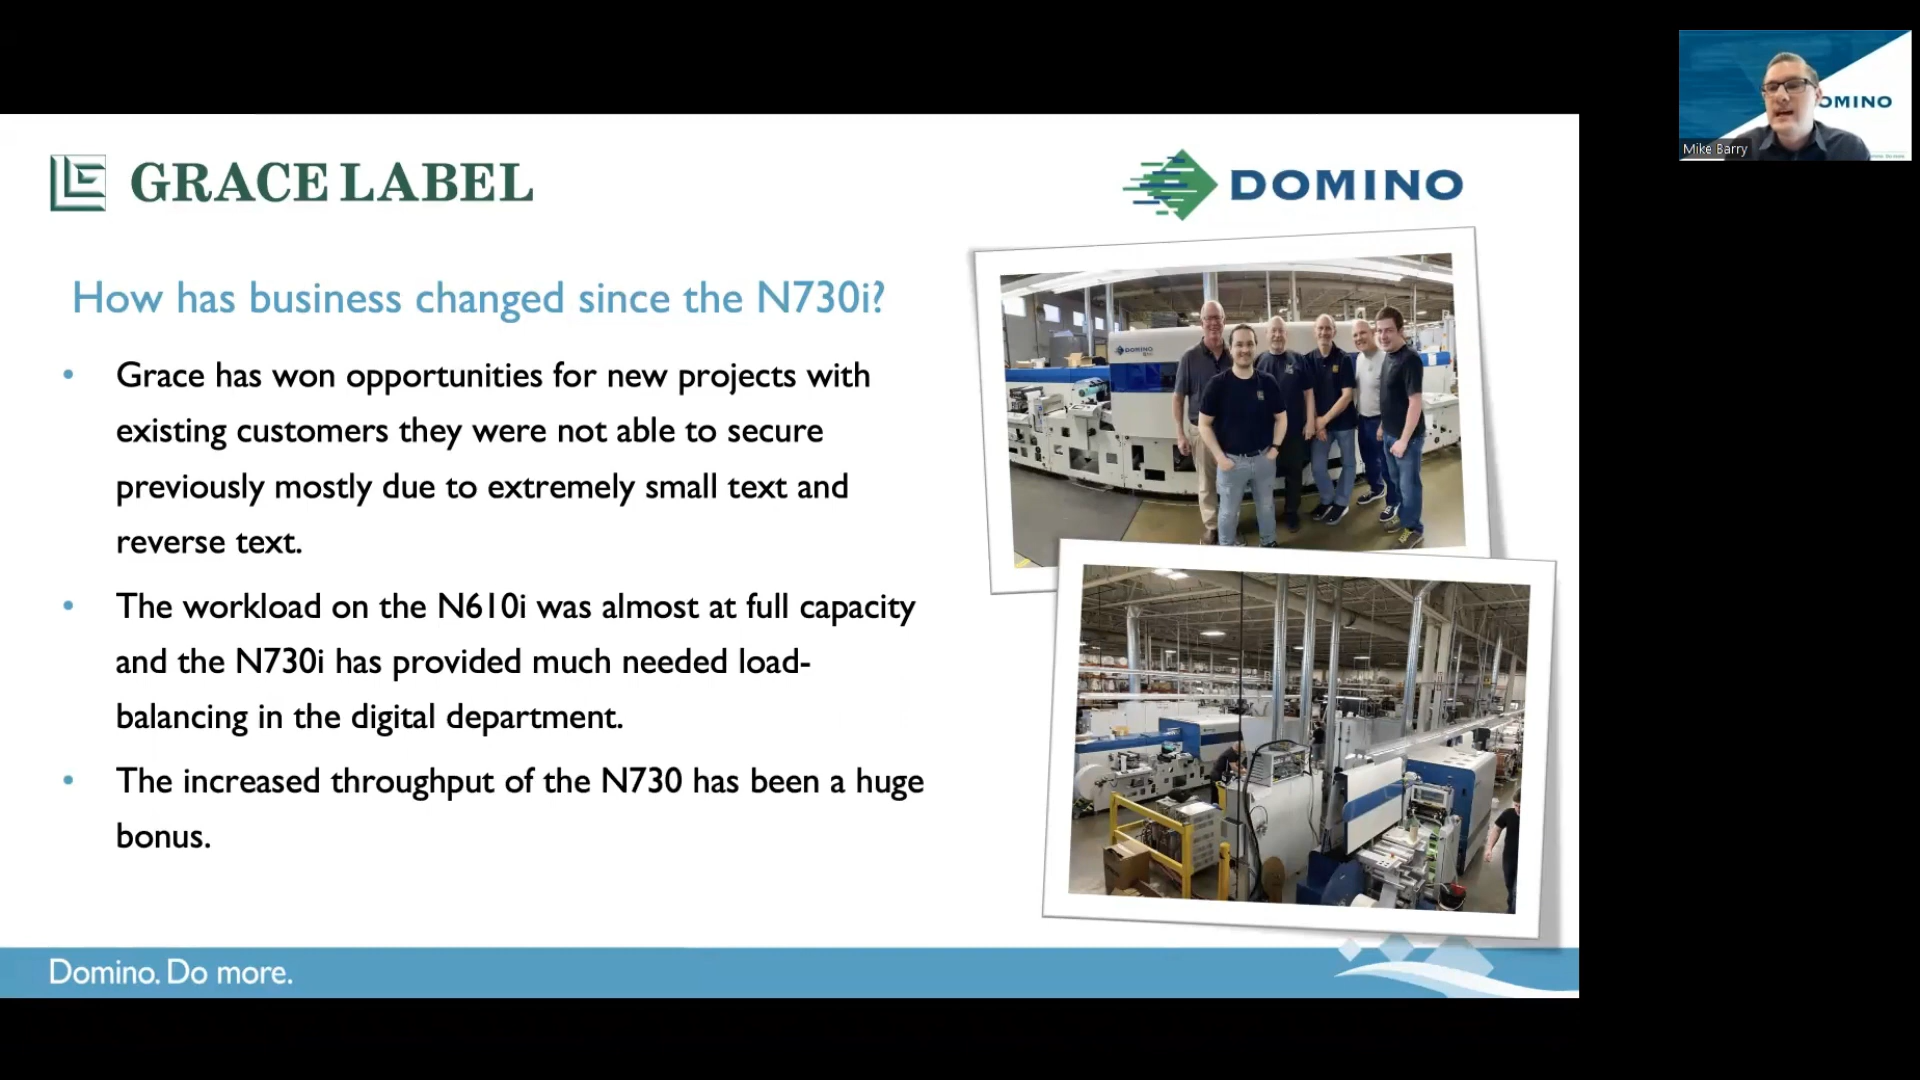 GRACE LABEL
DOMINO
How has business changed since the N730i?
• Grace has won opportunities for new projects with
existing customers they were not able to secure
previously mostly due to extremely small text and
reverse text.
• The workload on the N610i was almost at full capacity
and the N730i has provided much needed load-
balancing in the digital department.
• The increased throughput of the N730 has been a huge
bonus.
DOMINO
Domino. Do more.
OMINO
Mike Barry